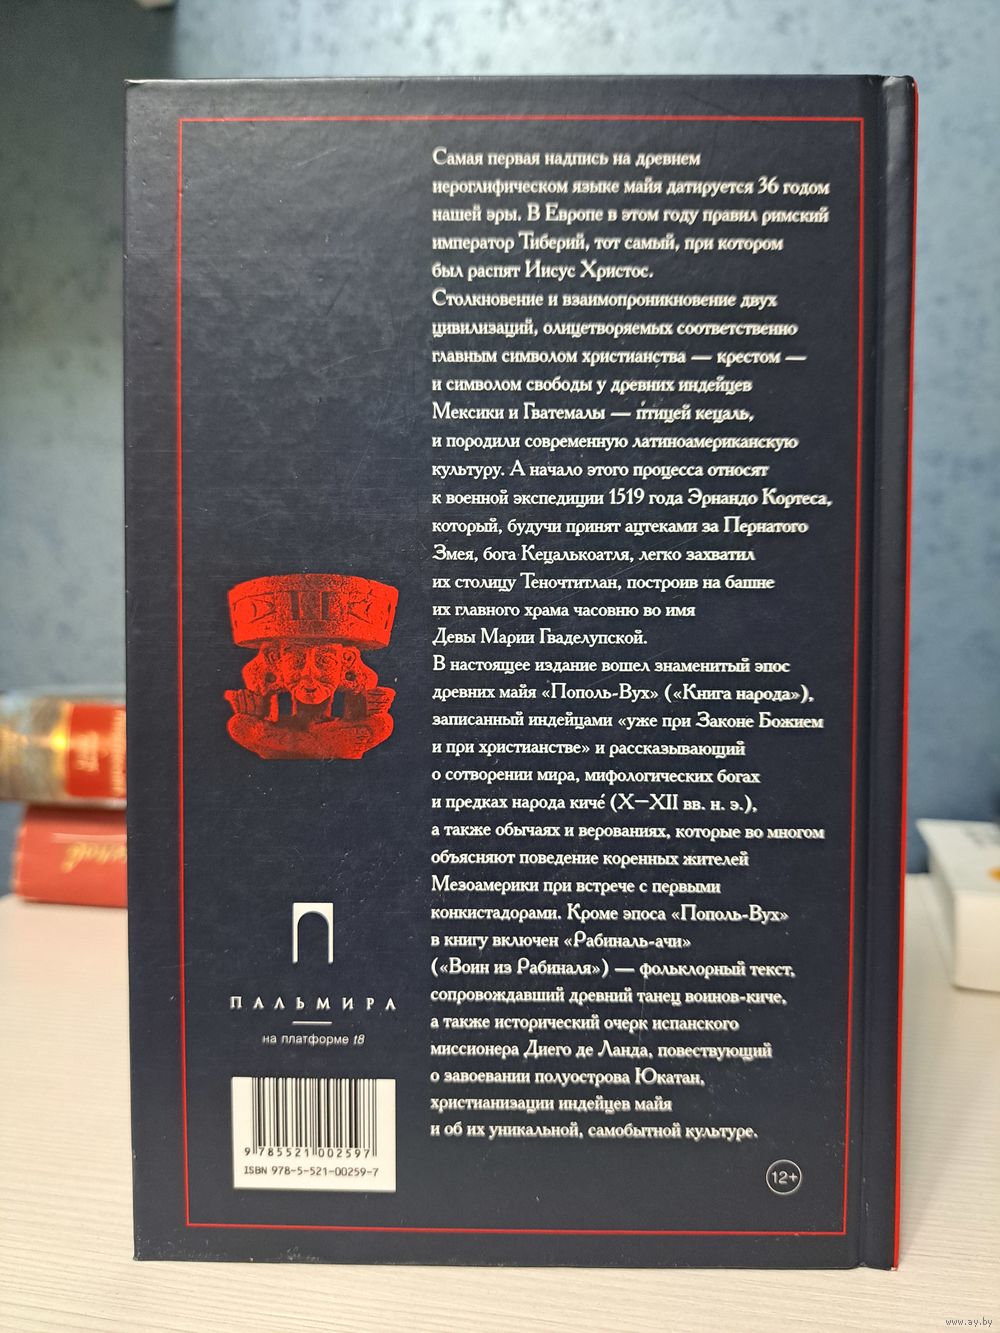 Самая первая надпись на древнем
иероглифическом языке майя датируется 36 годом
нашей эры. В Европе в этом году правил римский
император Тиберий, тот самый, при котором
был распят Иисус Христос.
Столкновение и взаимопроникновение двух
цивилизаций, олицетворяемых соответственно
главным символом христианства — крестом —
и символом свободы у древних индейцев
Мексики и Гватемалы — птицей кецаль,
и породили современную латиноамериканскую
культуру. А начало этого процесса относят
к военной экспедиции 1519 года Эрнандо Кортеса,
который, будучи принят ацтеками за Пернатого
Змея, бога Кецалькоатля, легко захватил
их столицу Теночтитлан, построив на башне
их главного храма часовню во имя
Девы Марии Гваделупской.
В настоящее издание вошел знаменитый эпос
древних майя «Пополь-Вух» («Книга народа»),
записанный индейцами «уже при Законе Божием
и при христианстве» и рассказывающий
о сотворении мира, мифологических богах
и предках народа киче́ (X—XII вв. н. э.),
а также обычаях и верованиях, которые во многом
объясняют поведение коренных жителей
Мезоамерики при встрече с первыми
конкистадорами. Кроме эпоса «Пополь-Вух»
в книгу включен «Рабиналь-ачи»
(«Воин из Рабиналя») — фольклорный текст,
сопровождавший древний танец воинов-киче,
а также исторический очерк испанского
миссионера Диего де Ланда, повествующий
о завоевании полуострова Юкатан,
христианизации индейцев майя
и об их уникальной, самобытной культуре.
ПАЛЬМИРА
на платформе т8
9 785521 002597
ISBN 978-5-521-00259-7
12+
www.ay.by